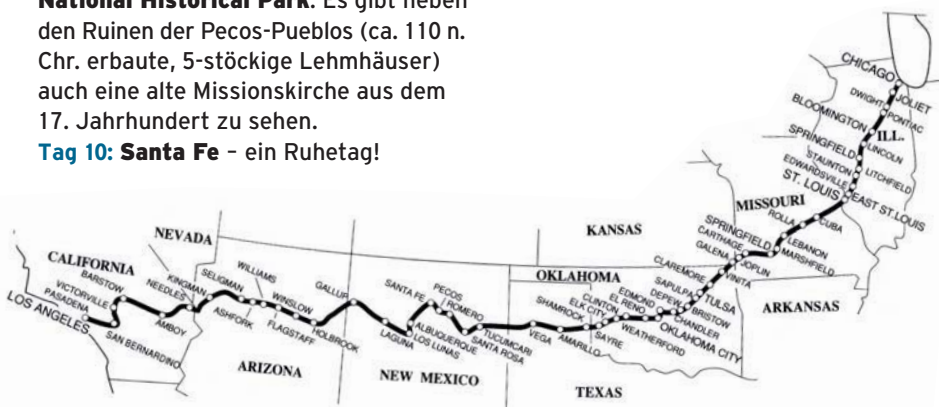 National Historical Park. Es gibt neben
den Ruinen der Pecos-Pueblos (ca. 110 n.
Chr. erbaute, 5-stöckige Lehmhäuser)
auch eine alte Missionskirche aus dem
17. Jahrhundert zu sehen.
Tag 10: Santa Fe – ein Ruhetag!
CHICAGO
JOLIET
DWIGHT
PONTIAC
BLOOMINGTON
ILL.
LINCOLN
SPRINGFIELD
STAUNTON
LITCHFIELD
EDWARDSVILLE
ST. LOUIS
EAST ST.LOUIS
MISSOURI
CUBA
ROLLA
LEBANON
SPRINGFIELD
MARSHFIELD
CARTHAGE
JOPLIN
GALENA
KANSAS
VINITA
CLAREMORE
TULSA
SAPULPA
BRISTOW
DEPEW
CHANDLER
ARKANSAS
OKLAHOMA
EDMOND
OKLAHOMA CITY
EL RENO
WEATHERFORD
CLINTON
ELK CITY
SAYRE
SHAMROCK
AMARILLO
VEGA
TEXAS
TUCUMCARI
SANTA ROSA
ROMERO
PECOS
SANTA FE
ALBUQUERQUE
LOS LUNAS
LAGUNA
NEW MEXICO
GALLUP
HOLBROOK
WINSLOW
FLAGSTAFF
WILLIAMS
ASHFORK
SELIGMAN
ARIZONA
KINGMAN
NEVADA
NEEDLES
AMBOY
CALIFORNIA
BARSTOW
VICTORVILLE
SAN BERNARDINO
PASADENA
LOS ANGELES